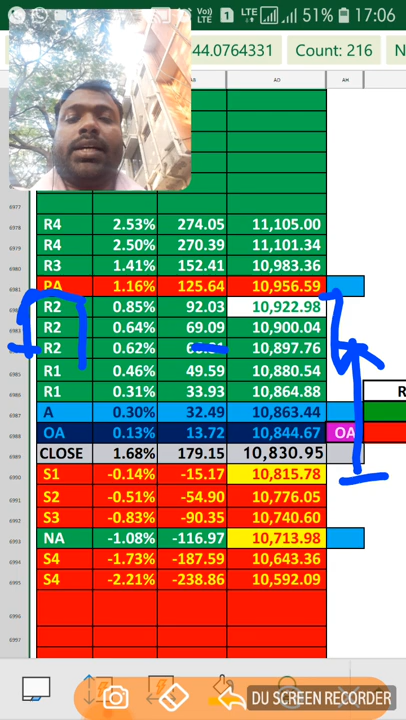 Vo)) LTE 1 LTE 51% 17:06
44.0764331 Count: 216 N
AD AH
6977
6978 R4 2.53% 274.05 11,105.00
6979 R4 2.50% 270.39 11,101.34
6980 R3 1.41% 152.41 10,983.36
6981 PA 1.16% 125.64 10,956.59
R2 0.85% 92.03 10,922.98
6983 R2 0.64% 69.09 10,900.04
R2 0.62% 10,897.76
6985 R1 0.46% 49.59 10,880.54
6986 R1 0.31% 33.93 10,864.88 R
6987 A 0.30% 32.49 10,863.44
6988 OA 0.13% 13.72 10,844.67 OA
6989 CLOSE 1.68% 179.15 10,830.95
6990 S1 -0.14% -15.17 10,815.78
6991 S2 -0.51% -54.90 10,776.05
6992 S3 -0.83% -90.35 10,740.60
6993 NA -1.08% -116.97 10,713.98
6994 S4 -1.73% -187.59 10,643.36
6995 S4 -2.21% -238.86 10,592.09
6996
6997
DU SCREEN RECORDER